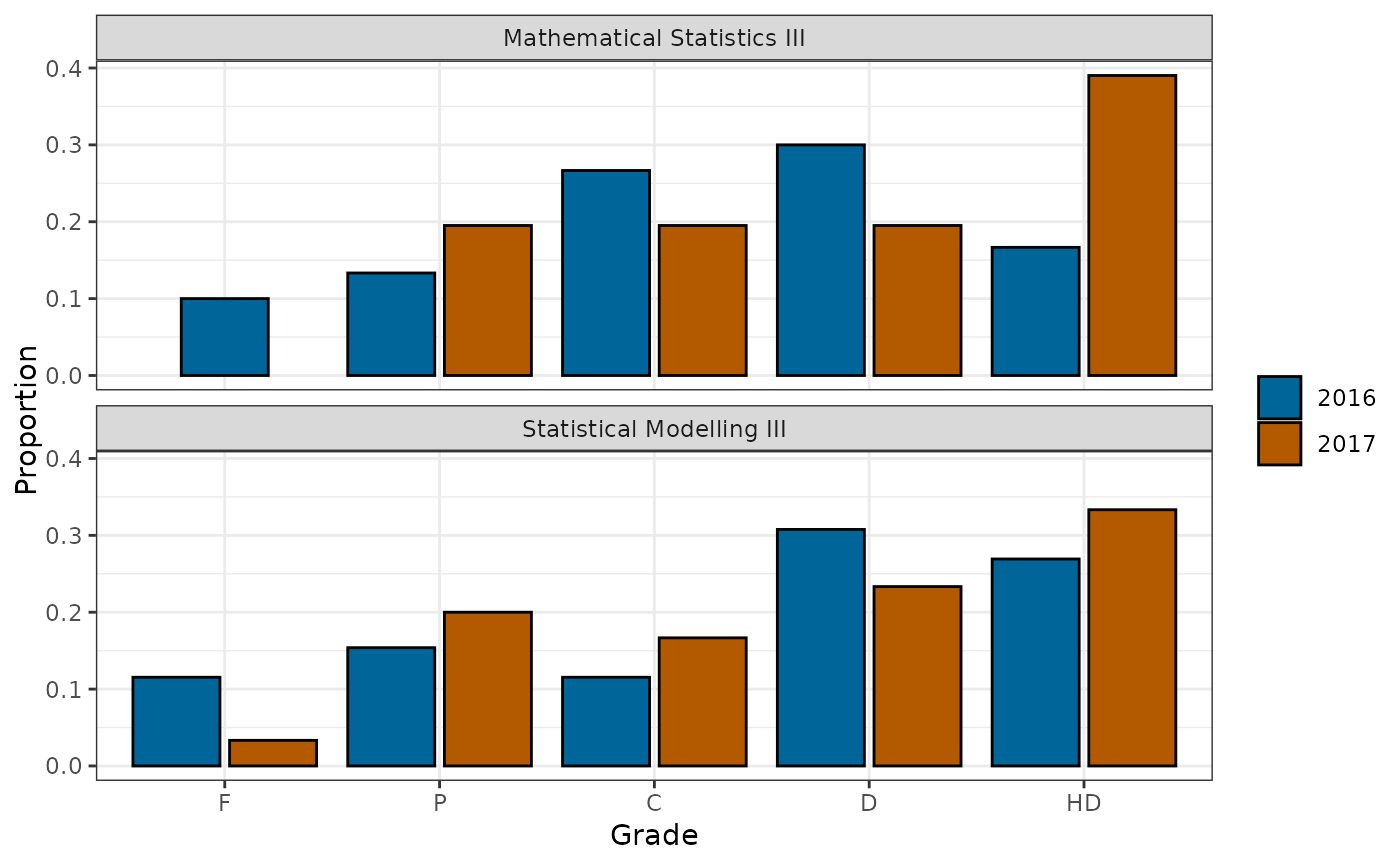 Mathematical Statistics III
0.4
0.3
0.2
0.1
0.0
Proportion
Statistical Modelling III
0.4
0.3
0.2
0.1
0.0
F P C D HD
Grade
2016
2017